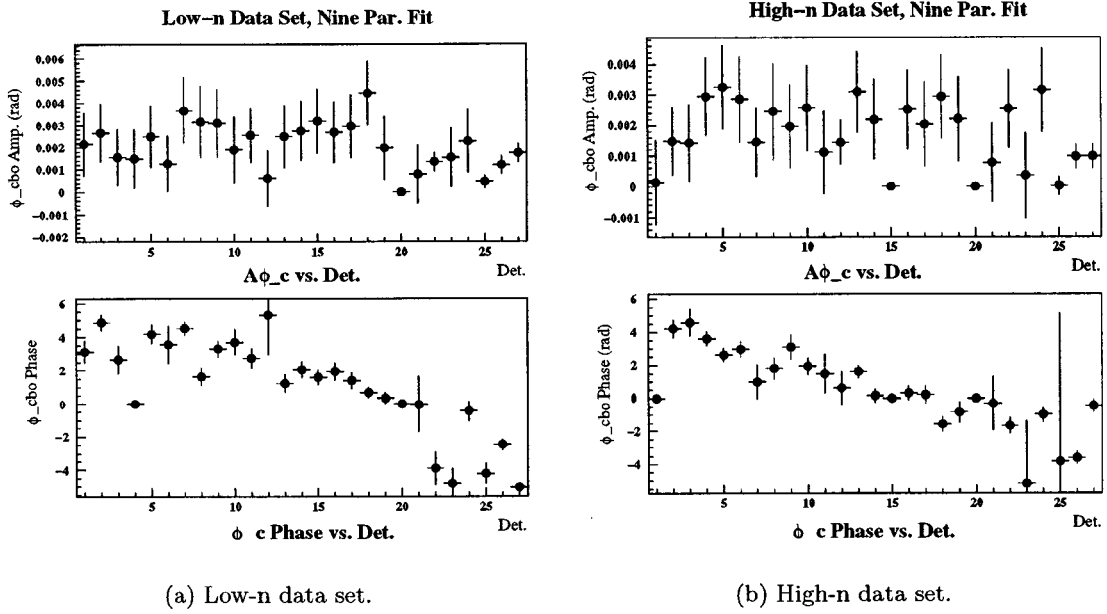 Low-n Data Set, Nine Par. Fit
ϕ_cbo Amp. (rad)
0.006
0.005
0.004
0.003
0.002
0.001
0
-0.001
-0.002
5
10
15
20
25
Det.
Aϕ_c vs. Det.
ϕ_cbo Phase
6
4
2
0
-2
-4
5
10
15
20
25
Det.
ϕ c Phase vs. Det.
(a) Low-n data set.
High-n Data Set, Nine Par. Fit
ϕ_cbo Amp. (rad)
0.004
0.003
0.002
0.001
0
-0.001
5
10
15
20
25
Det.
Aϕ_c vs. Det.
ϕ_cbo Phase (rad)
6
4
2
0
-2
-4
5
10
15
20
25
Det.
ϕ c Phase vs. Det.
(b) High-n data set.